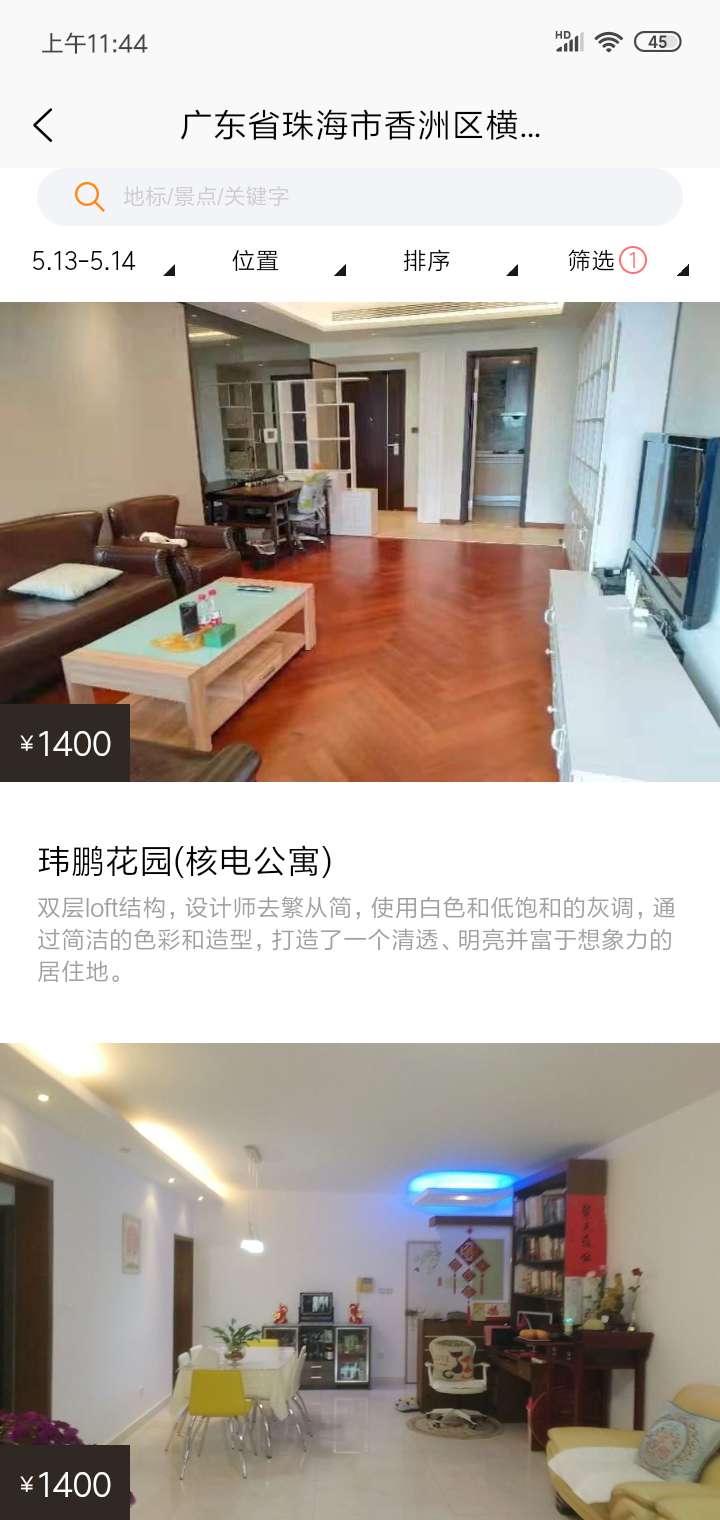 上午11:44
HD
45
广东省珠海市香洲区横...
地标/景点/关键字
5.13-5.14 位置 排序 筛选 1
¥1400
玮鹏花园(核电公寓)
双层loft结构，设计师去繁从简，使用白色和低饱和的灰调，通
过简洁的色彩和造型，打造了一个清透、明亮并富于想象力的
居住地。
¥1400